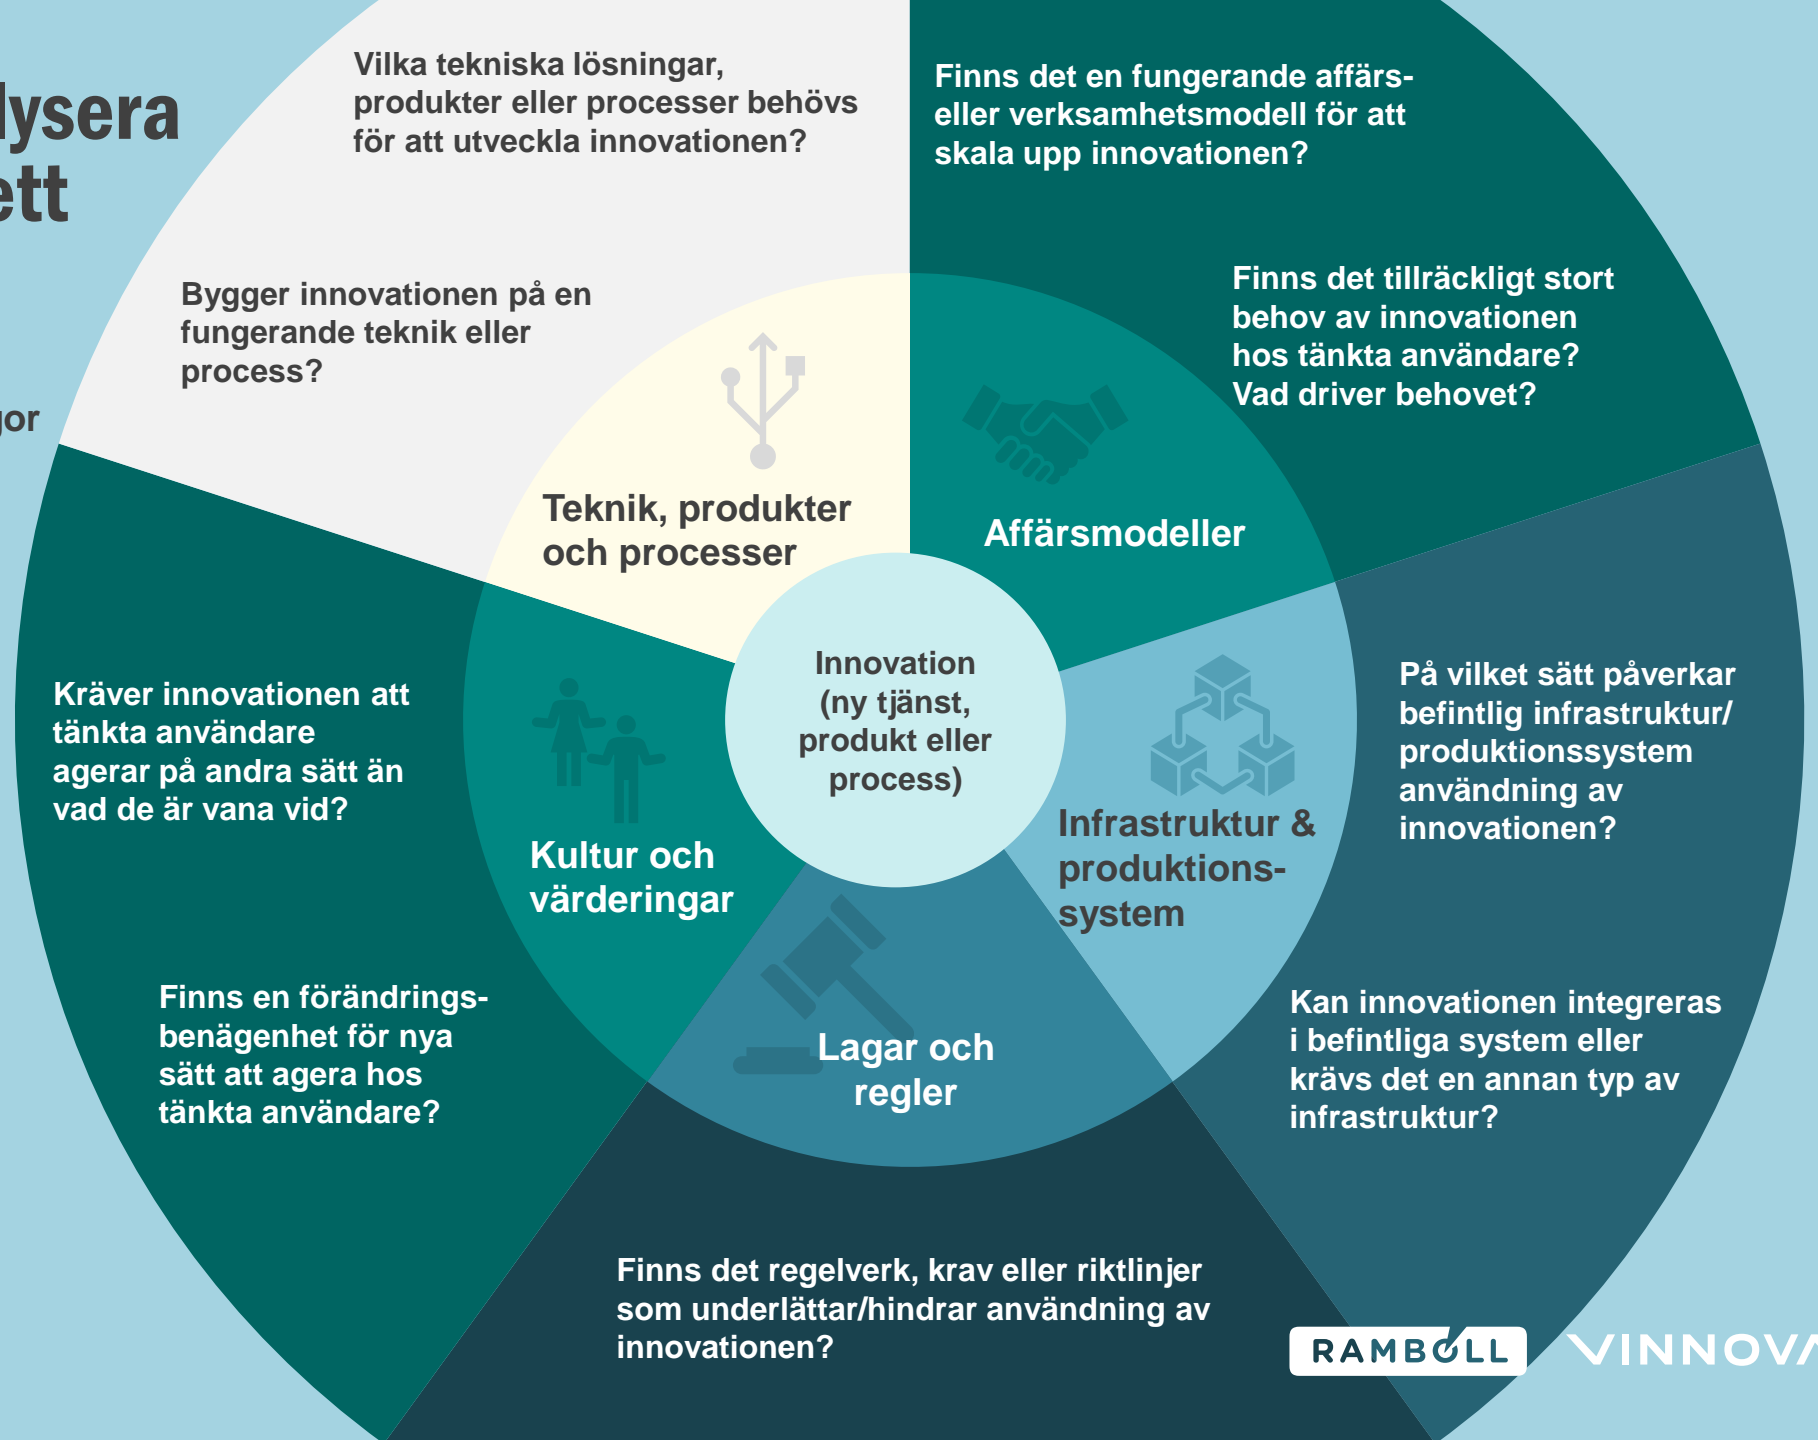 lysera
ett
gor
Vilka tekniska lösningar,
produkter eller processer behövs
för att utveckla innovationen?
Bygger innovationen på en
fungerande teknik eller
process?
Finns det en fungerande affärs-
eller verksamhetsmodell för att
skala upp innovationen?
Finns det tillräckligt stort
behov av innovationen
hos tänkta användare?
Vad driver behovet?
Teknik, produkter
och processer
Affärsmodeller
Innovation
(ny tjänst,
produkt eller
process)
Kräver innovationen att
tänkta användare
agerar på andra sätt än
vad de är vana vid?
Kultur och
värderingar
Infrastruktur &
produktions-
system
På vilket sätt påverkar
befintlig infrastruktur/
produktionssystem
användning av
innovationen?
Finns en förändrings-
benägenhet för nya
sätt att agera hos
tänkta användare?
Lagar och
regler
Kan innovationen integreras
i befintliga system eller
krävs det en annan typ av
infrastruktur?
Finns det regelverk, krav eller riktlinjer
som underlättar/hindrar användning av
innovationen?
RAMBOLL
VINNOVA